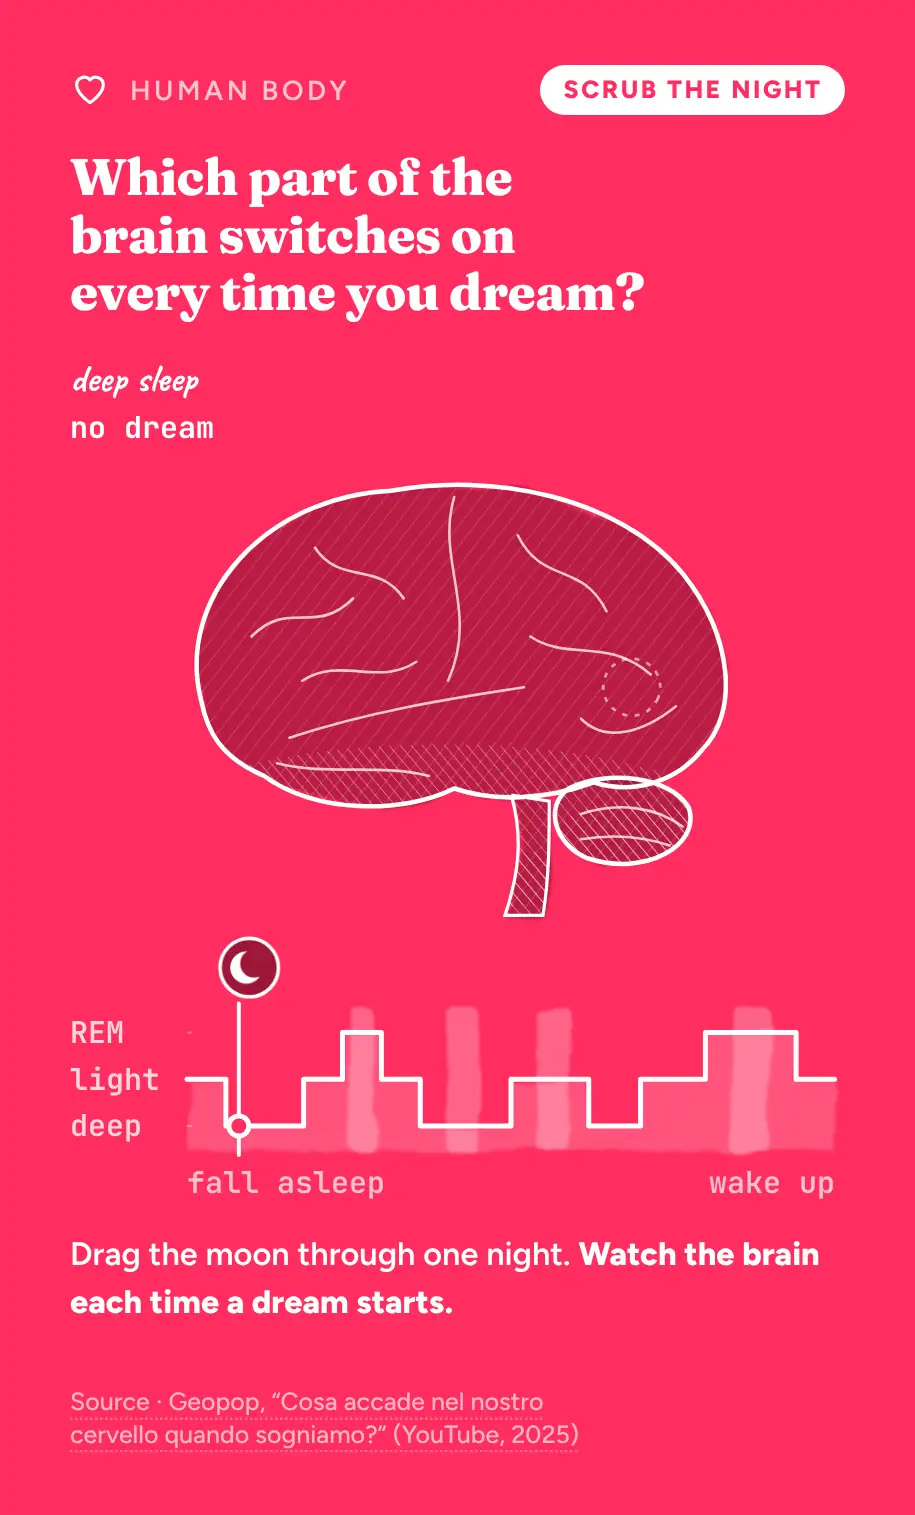 HUMAN BODY
SCRUB THE NIGHT
Which part of the
brain switches on
every time you dream?
deep sleep
no dream
REM
light
deep
fall asleep
wake up
Drag the moon through one night. Watch the brain
each time a dream starts.
Source · Geopop, “Cosa accade nel nostro
cervello quando sogniamo?” (YouTube, 2025)